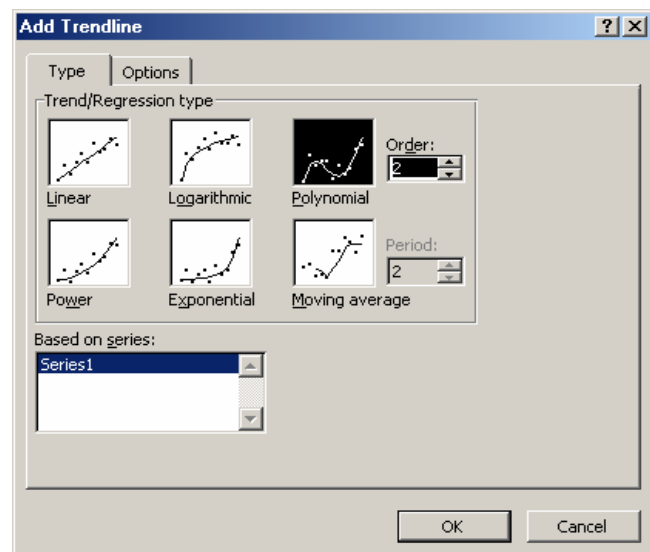 Add Trendline
Type Options
Trend/Regression type
Order:
2
Linear Logarithmic Polynomial
Period:
2
Power Exponential Moving average
Based on series:
Series1
OK Cancel